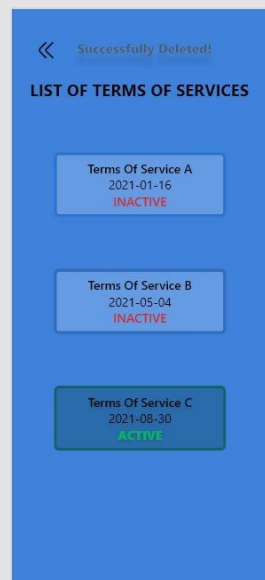 Successfully Deleted!
LIST OF TERMS OF SERVICES
Terms Of Service A
2021-01-16
INACTIVE
Terms Of Service B
2021-05-04
INACTIVE
Terms Of Service C
2021-08-30
ACTIVE